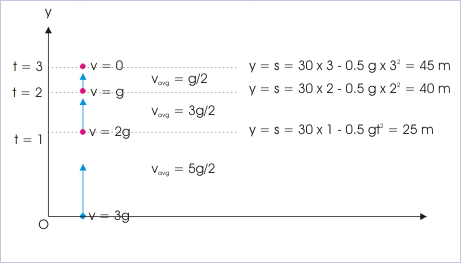 y
t = 3
v = 0
y = s = 30 x 3 - 0.5 g x 3² = 45 m
v_avg = g/2
t = 2
v = g
y = s = 30 x 2 - 0.5 g x 2² = 40 m
v_avg = 3g/2
t = 1
v = 2g
y = s = 30 x 1 - 0.5 gt² = 25 m
v_avg = 5g/2
v = 3g
O